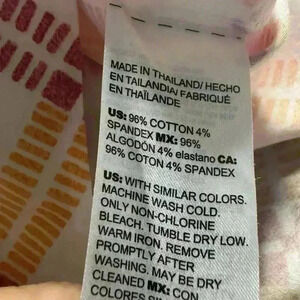 MADE IN THAILAND/ HECHO
EN TAILANDIA/ FABRIQUÉ
EN THAÏLANDE
US: 96% COTTON 4%
SPANDEX MX: 96%
ALGODÓN 4% elastano CA:
96% COTON 4% SPANDEX
US: WITH SIMILAR COLORS.
MACHINE WASH COLD.
ONLY NON-CHLORINE
BLEACH. TUMBLE DRY LOW.
WARM IRON. REMOVE
PROMPTLY AFTER
WASHING. MAY BE DRY
CLEANED MX: CON